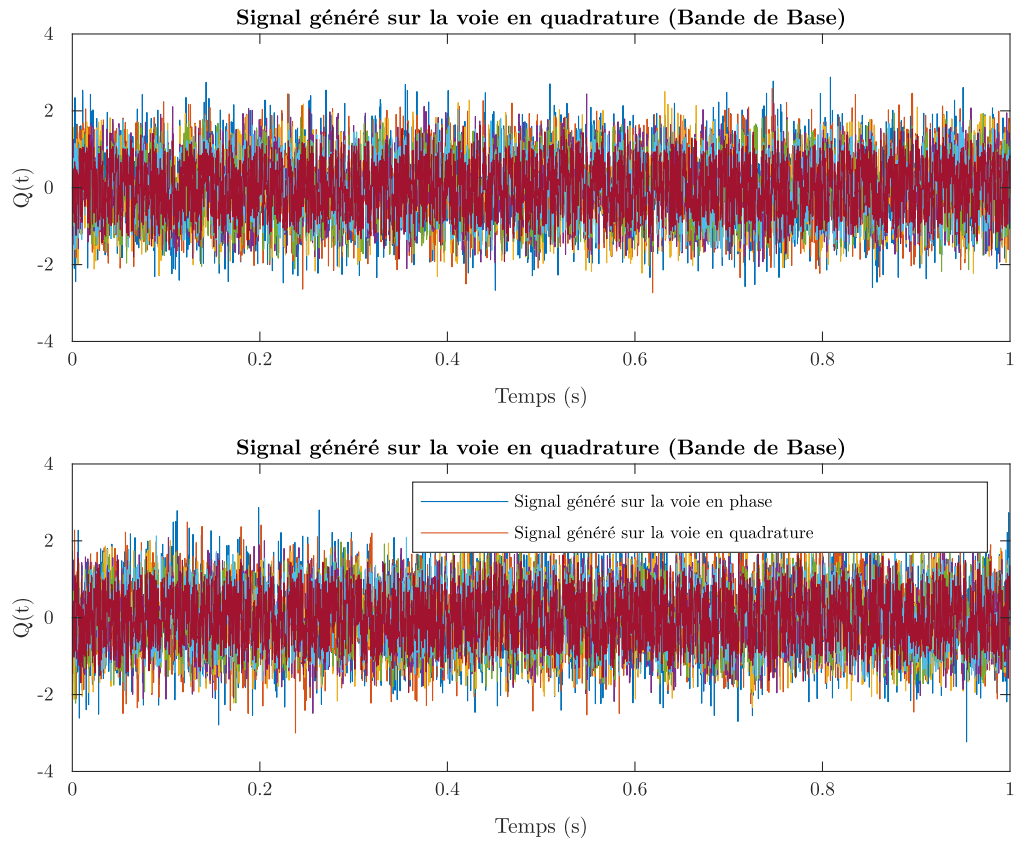 Signal généré sur la voie en quadrature (Bande de Base)
4
2
0
-2
-4
Q(t)
0
0.2
0.4
0.6
0.8
1
Temps (s)
Signal généré sur la voie en quadrature (Bande de Base)
4
2
0
-2
-4
Q(t)
Signal généré sur la voie en phase
Signal généré sur la voie en quadrature
0
0.2
0.4
0.6
0.8
1
Temps (s)